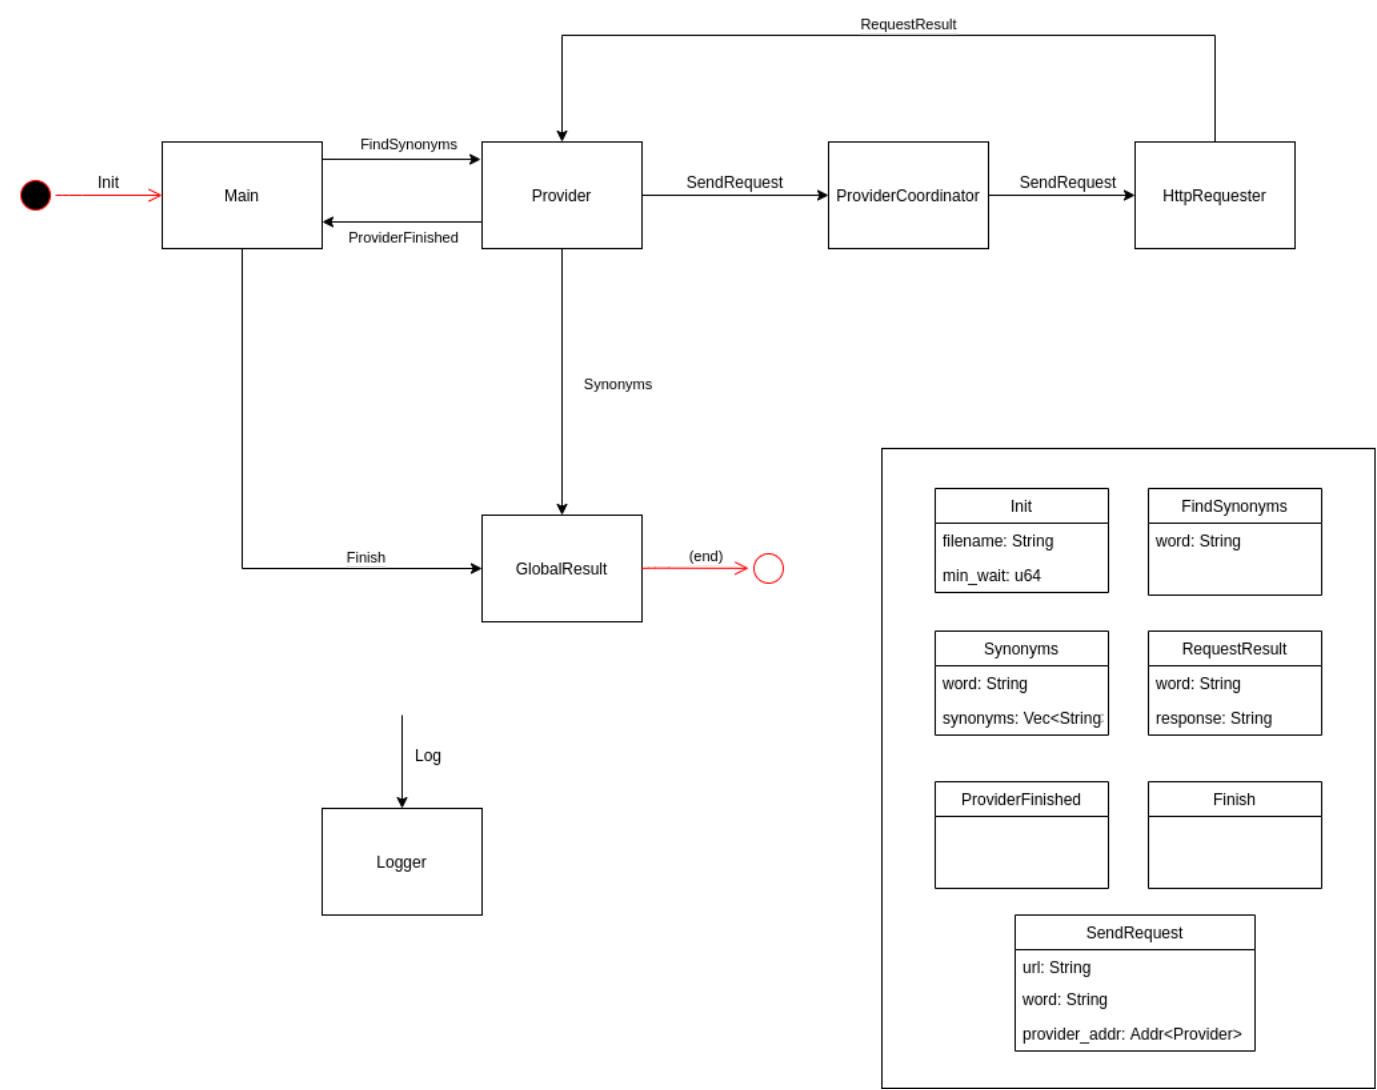 RequestResult
FindSynonyms
Init
Main
Provider
SendRequest
ProviderCoordinator
SendRequest
HttpRequester
ProviderFinished
Synonyms
Finish
GlobalResult
(end)
Log
Logger
Init
filename: String
min_wait: u64
FindSynonyms
word: String
Synonyms
word: String
synonyms: Vec<String
RequestResult
word: String
response: String
ProviderFinished
Finish
SendRequest
url: String
word: String
provider_addr: Addr<Provider>